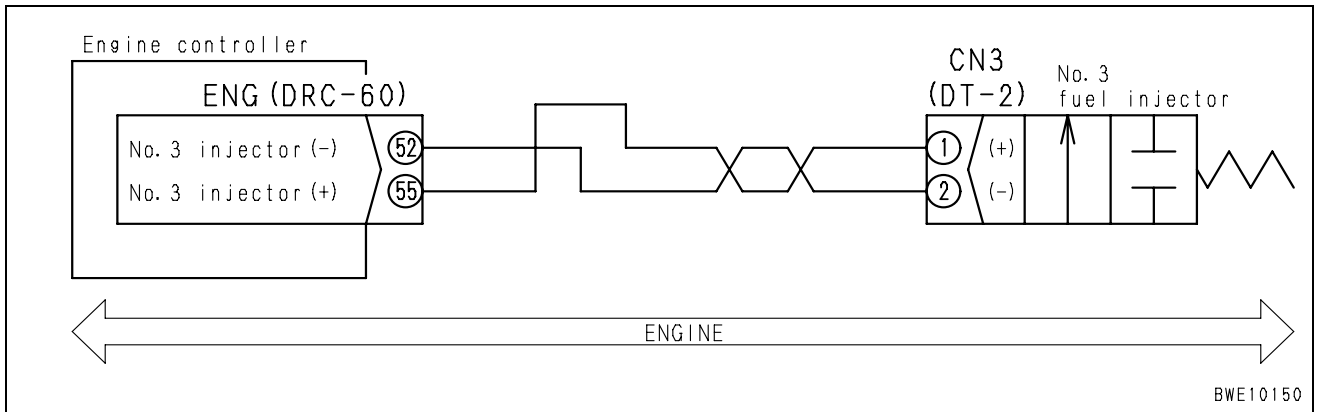 Engine controller
ENG (DRC-60)
No. 3 injector (-)
52
No. 3 injector (+)
55
CN3
(DT-2)
No. 3
fuel injector
1
(+)
2
(-)
ENGINE
BWE10150